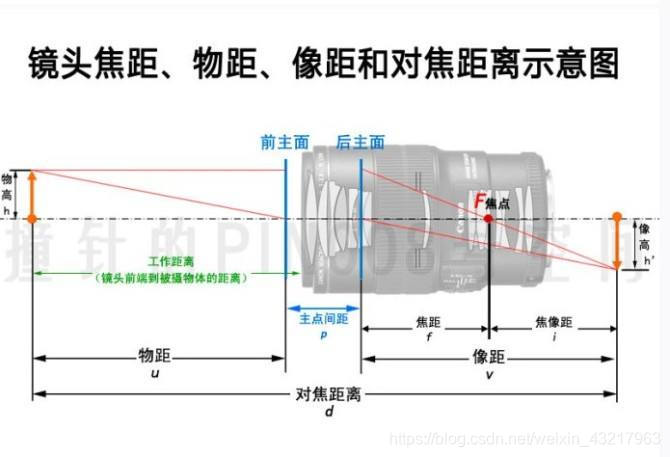 镜头焦距、物距、像距和对焦距离示意图
前主面
后主面
物高
h
F焦点
像高
h'
工作距离
（镜头前端到被摄物体的距离）
主点间距
p
焦距
f
焦像距
i
物距
u
像距
v
对焦距离
d
Canon
https://blog.csdn.net/weixin_43217963